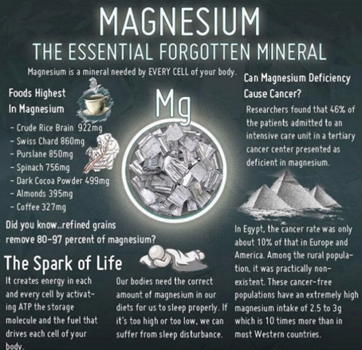 MAGNESIUM
THE ESSENTIAL FORGOTTEN MINERAL
Magnesium is a mineral needed by EVERY CELL of your body.
Foods Highest
In Magnesium
- Crude Rice Brain 922mg
- Swiss Chard 860mg
- Purslane 850mg
- Spinach 756mg
- Dark Cocoa Powder 499mg
- Almonds 395mg
- Coffee 327mg
Mg
Can Magnesium Deficiency
Cause Cancer?
Researchers found that 46% of
the patients admitted to an
intensive care unit in a tertiary
cancer center presented as
deficient in magnesium.
Did you know...refined grains
remove 80-97 percent of magnesium?
The Spark of Life
It creates energy in each
and every cell by activat-
ing ATP the storage
molecule and the fuel that
drives each cell of your
body.
Our bodies need the correct
amount of magnesium in our
diets for us to sleep properly. If
it's too high or too low, we can
suffer from sleep disturbance.
In Egypt, the cancer rate was only
about 10% of that in Europe and
America. Among the rural popula-
tion, it was practically non-
existent. These cancer-free
populations have an extremely high
magnesium intake of 2.5 to 3g
which is 10 times more than in
most Western countries.